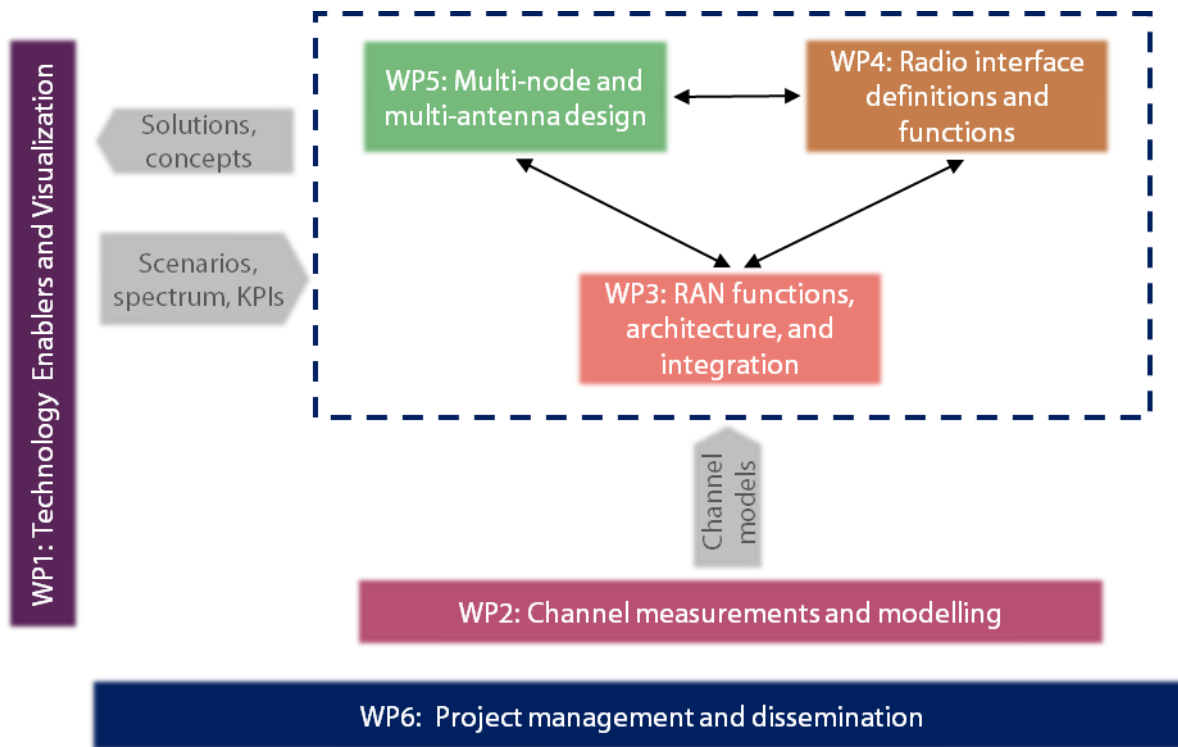 WP1: Technology Enablers and Visualization
Solutions,
concepts
Scenarios,
spectrum, KPIs
WP5: Multi-node and
multi-antenna design
WP4: Radio interface
definitions and
functions
WP3: RAN functions,
architecture, and
integration
Channel
models
WP2: Channel measurements and modelling
WP6: Project management and dissemination